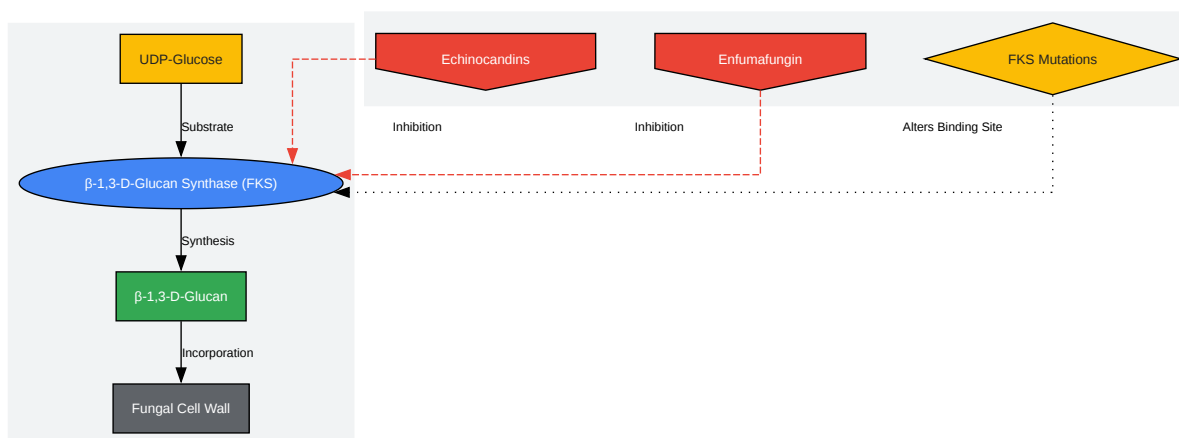 UDP-Glucose
Echinocandins
Enfumafungin
FKS Mutations
Substrate
Inhibition
Inhibition
Alters Binding Site
β-1,3-D-Glucan Synthase (FKS)
Synthesis
β-1,3-D-Glucan
Incorporation
Fungal Cell Wall